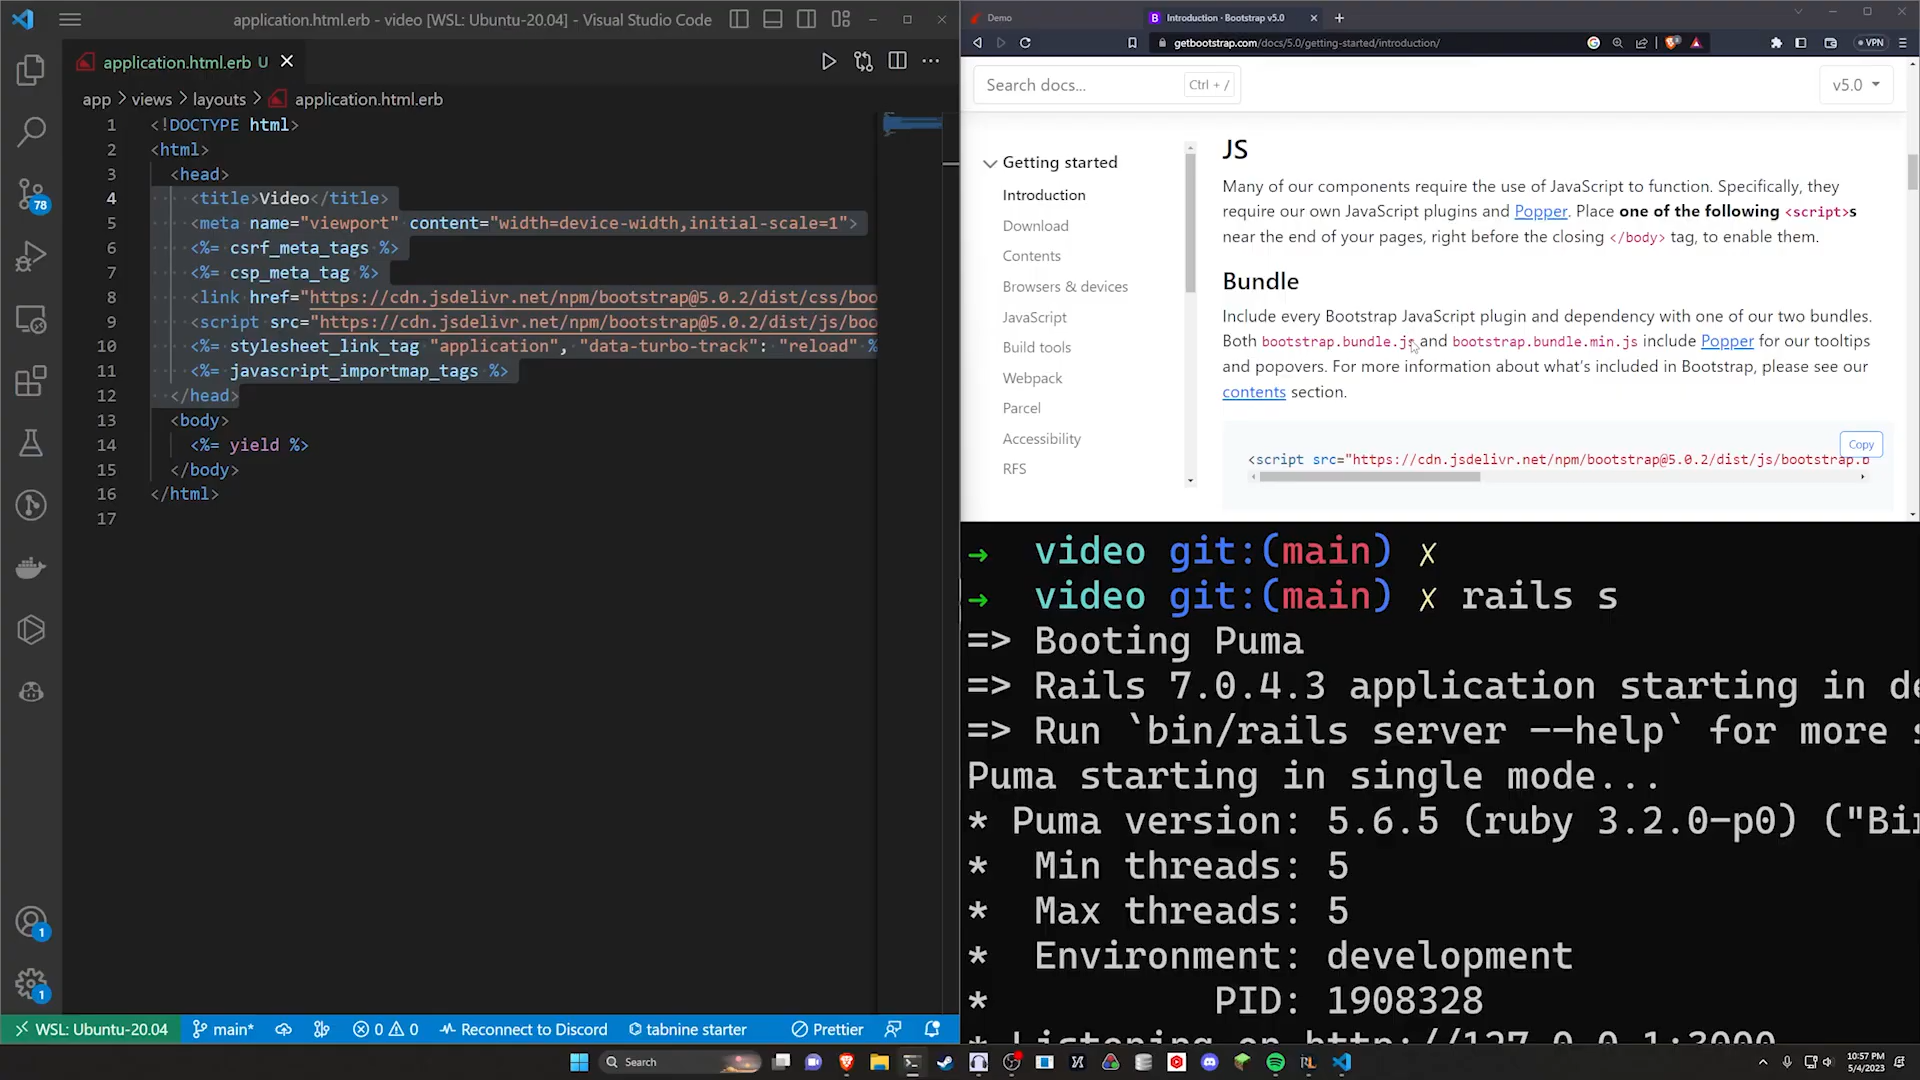 application.html.erb - video [WSL: Ubuntu-20.04] - Visual Studio Code
application.html.erb U
app > views > layouts > application.html.erb
1 <!DOCTYPE html>
2 <html>
3 <head>
4 <title>Video</title>
5 <meta name="viewport" content="width=device-width,initial-scale=1">
6 <%= csrf_meta_tags %>
7 <%= csp_meta_tag %>
8 <link href="https://cdn.jsdelivr.net/npm/bootstrap@5.0.2/dist/css/boo
9 <script src="https://cdn.jsdelivr.net/npm/bootstrap@5.0.2/dist/js/boo
10 <%= stylesheet_link_tag "application", "data-turbo-track": "reload" %
11 <%= javascript_importmap_tags %>
12 </head>
13 <body>
14 <%= yield %>
15 </body>
16 </html>
17
78
1
1
WSL: Ubuntu-20.04 main* 0 0 Reconnect to Discord tabnine starter Prettier
Demo
Introduction · Bootstrap v5.0
getbootstrap.com/docs/5.0/getting-started/introduction/
VPN
Search docs... Ctrl + /
v5.0
Getting started
Introduction
Download
Contents
Browsers & devices
JavaScript
Build tools
Webpack
Parcel
Accessibility
RFS
JS
Many of our components require the use of JavaScript to function. Specifically, they
require our own JavaScript plugins and Popper. Place one of the following <script>s
near the end of your pages, right before the closing </body> tag, to enable them.
Bundle
Include every Bootstrap JavaScript plugin and dependency with one of our two bundles.
Both bootstrap.bundle.js and bootstrap.bundle.min.js include Popper for our tooltips
and popovers. For more information about what's included in Bootstrap, please see our
contents section.
Copy
<script src="https://cdn.jsdelivr.net/npm/bootstrap@5.0.2/dist/js/bootstrap.b
→ video git:(main) ✗
→ video git:(main) ✗ rails s
=> Booting Puma
=> Rails 7.0.4.3 application starting in de
=> Run `bin/rails server --help` for more s
Puma starting in single mode...
* Puma version: 5.6.5 (ruby 3.2.0-p0) ("Bir
* Min threads: 5
* Max threads: 5
* Environment: development
* PID: 1908328
* Listening on http://127.0.0.1:3000
Search
10:57 PM
5/4/2023